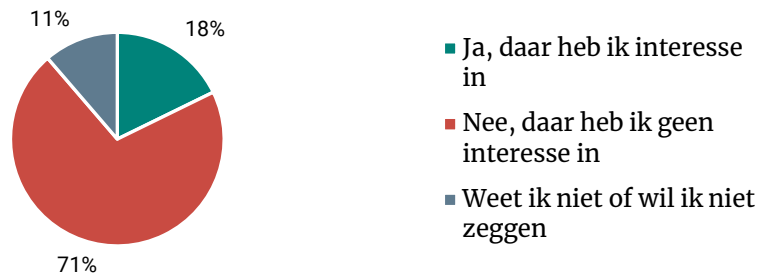 11%
18%
71%
Ja, daar heb ik interesse
in
Nee, daar heb ik geen
interesse in
Weet ik niet of wil ik niet
zeggen